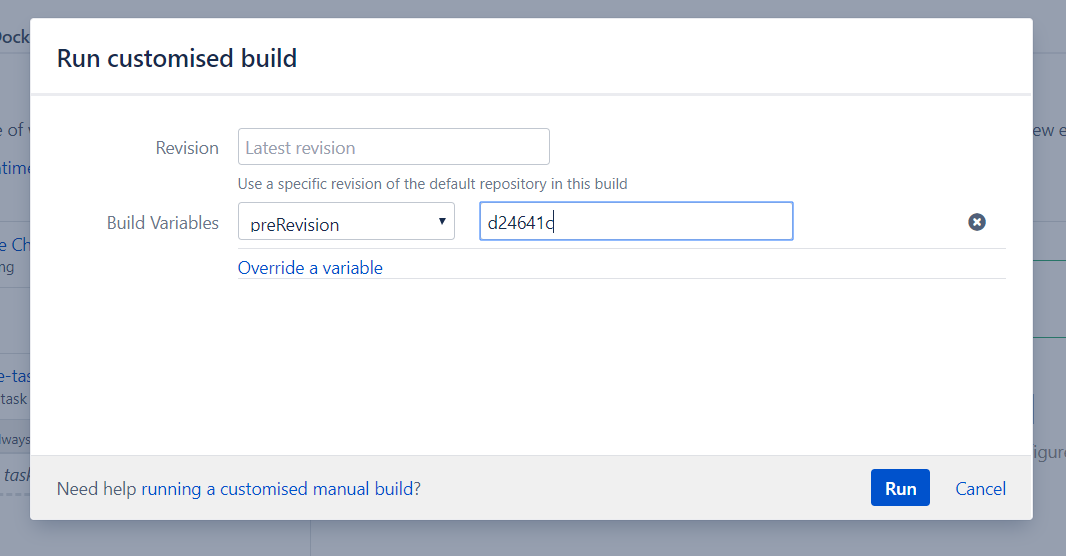 Run customised build
Revision
Latest revision
Use a specific revision of the default repository in this build
Build Variables
preRevision
d24641c
Override a variable
Need help running a customised manual build?
Run
Cancel